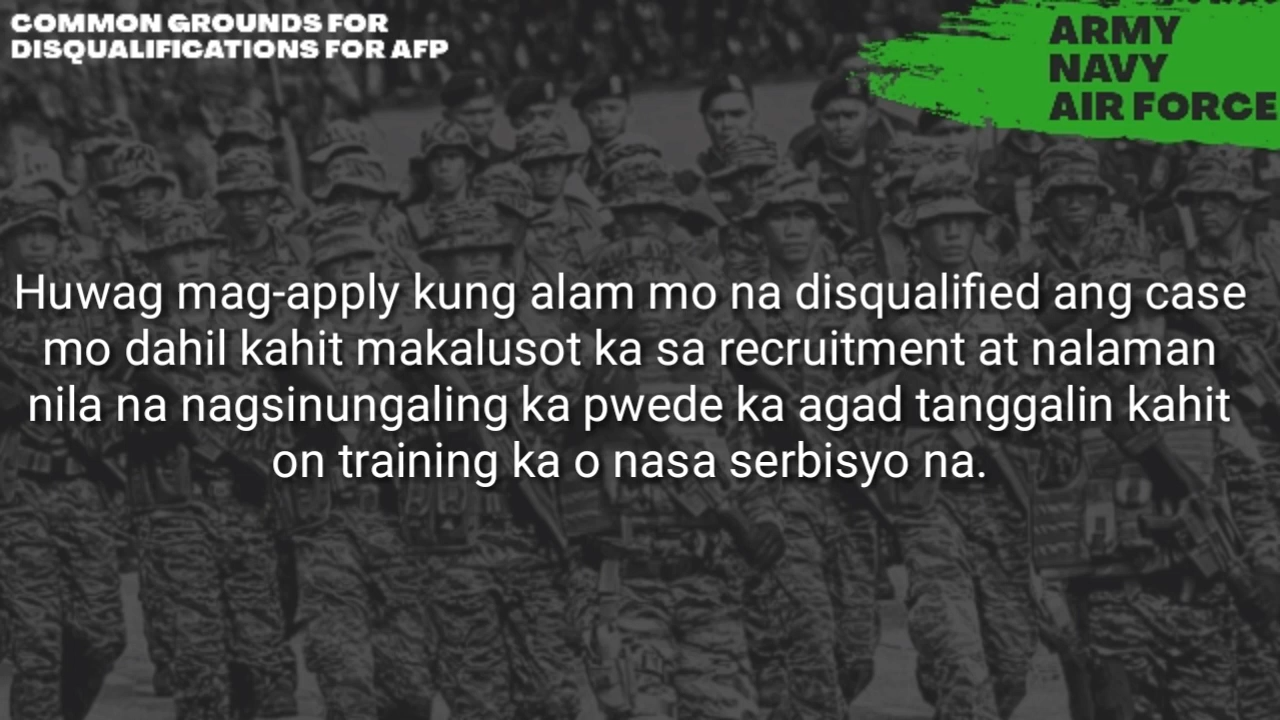 COMMON GROUNDS FOR
DISQUALIFICATIONS FOR AFP
ARMY
NAVY
AIR FORCE
Huwag mag-apply kung alam mo na disqualified ang case
mo dahil kahit makalusot ka sa recruitment at nalaman
nila na nagsinungaling ka pwede ka agad tanggalin kahit
on training ka o nasa serbisyo na.